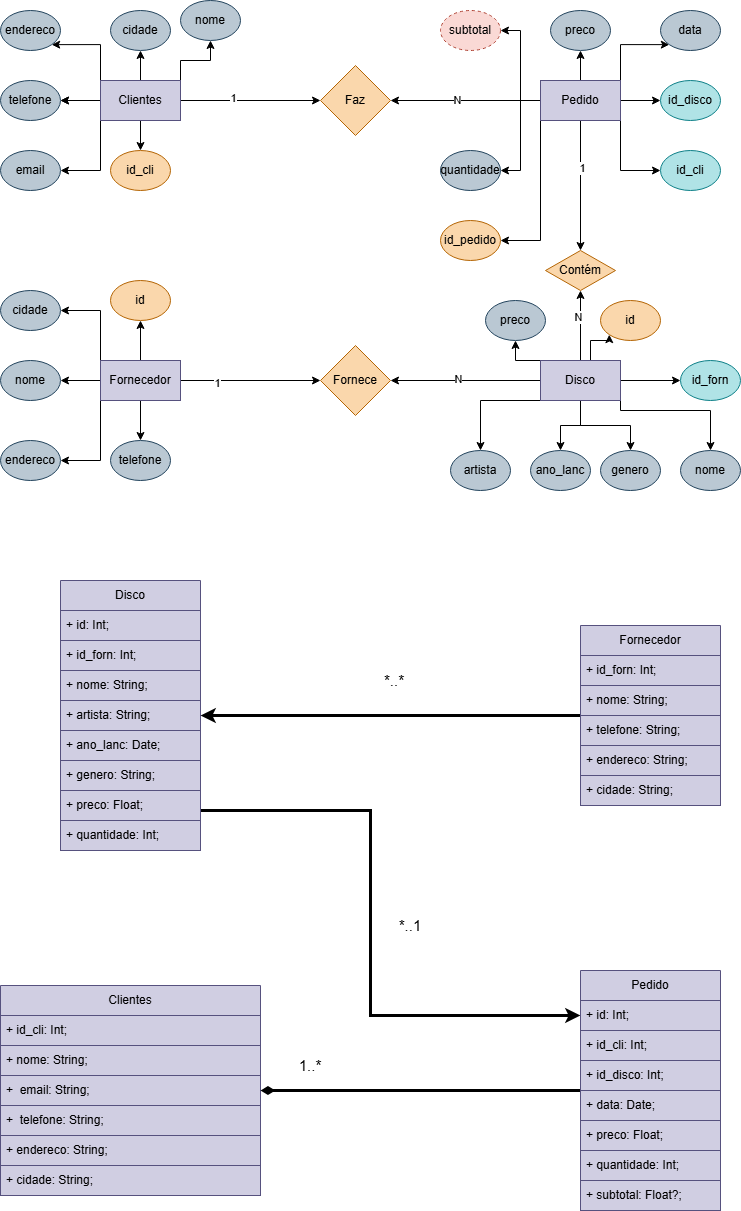 endereco
cidade
nome
subtotal
preco
data
telefone
Clientes
1
Faz
N
Pedido
id_disco
email
id_cli
quantidade
1
id_cli
id_pedido
Contém
cidade
id
preco
N
id
nome
Fornecedor
1
Fornece
N
Disco
id_forn
endereco
telefone
artista
ano_lanc
genero
nome
Disco
+ id: Int;
+ id_forn: Int;
+ nome: String;
+ artista: String;
+ ano_lanc: Date;
+ genero: String;
+ preco: Float;
+ quantidade: Int;
*..*
Fornecedor
+ id_forn: Int;
+ nome: String;
+ telefone: String;
+ endereco: String;
+ cidade: String;
*..1
Clientes
+ id_cli: Int;
+ nome: String;
+ email: String;
+ telefone: String;
+ endereco: String;
+ cidade: String;
1..*
Pedido
+ id: Int;
+ id_cli: Int;
+ id_disco: Int;
+ data: Date;
+ preco: Float;
+ quantidade: Int;
+ subtotal: Float?;